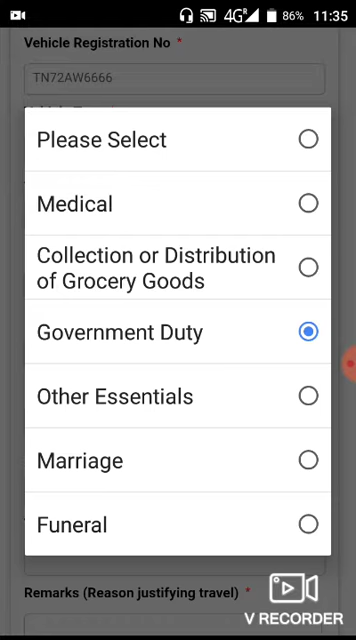 4G R 86% 11:35
Vehicle Registration No *
TN72AW6666
Please Select
Medical
Collection or Distribution
of Grocery Goods
Government Duty
Other Essentials
Marriage
Funeral
Remarks (Reason justifying travel) *
V RECORDER